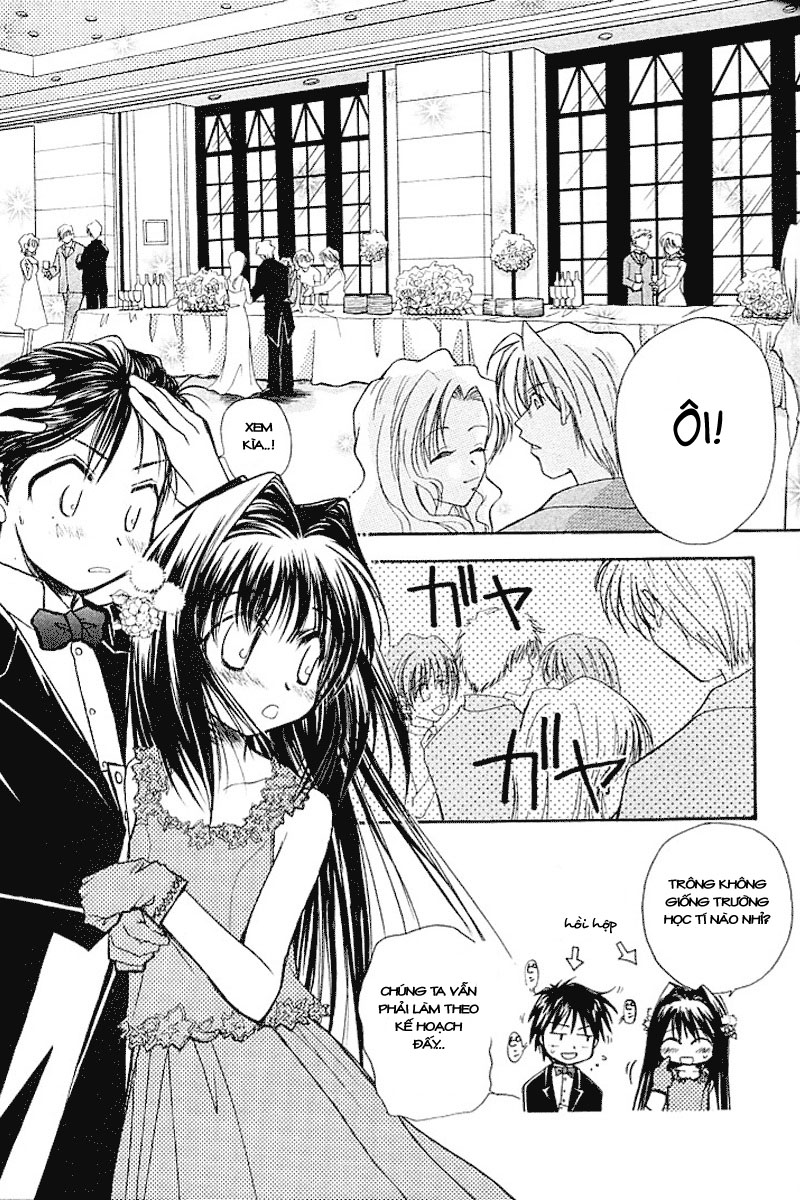 ÔI!
XEM
KÌA..!
ガヤ
ガヤ
TRÔNG KHÔNG
GIỐNG TRƯỜNG
HỌC TÍ NÀO NHỈ?
hồi hộp
CHÚNG TA VẪN
PHẢI LÀM THEO
KẾ HOẠCH
ĐẤY..